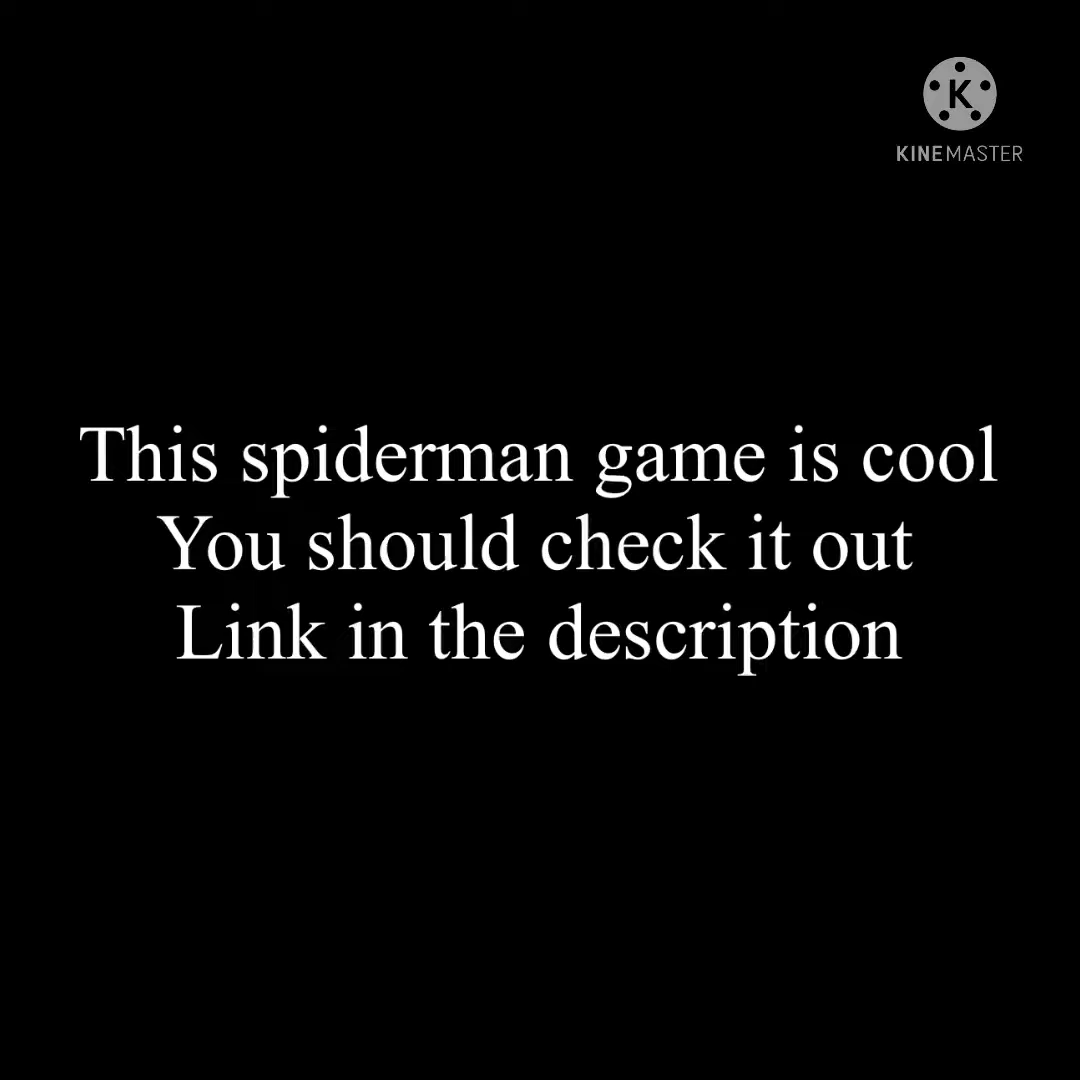 K
KINEMASTER
This spiderman game is cool
You should check it out
Link in the description